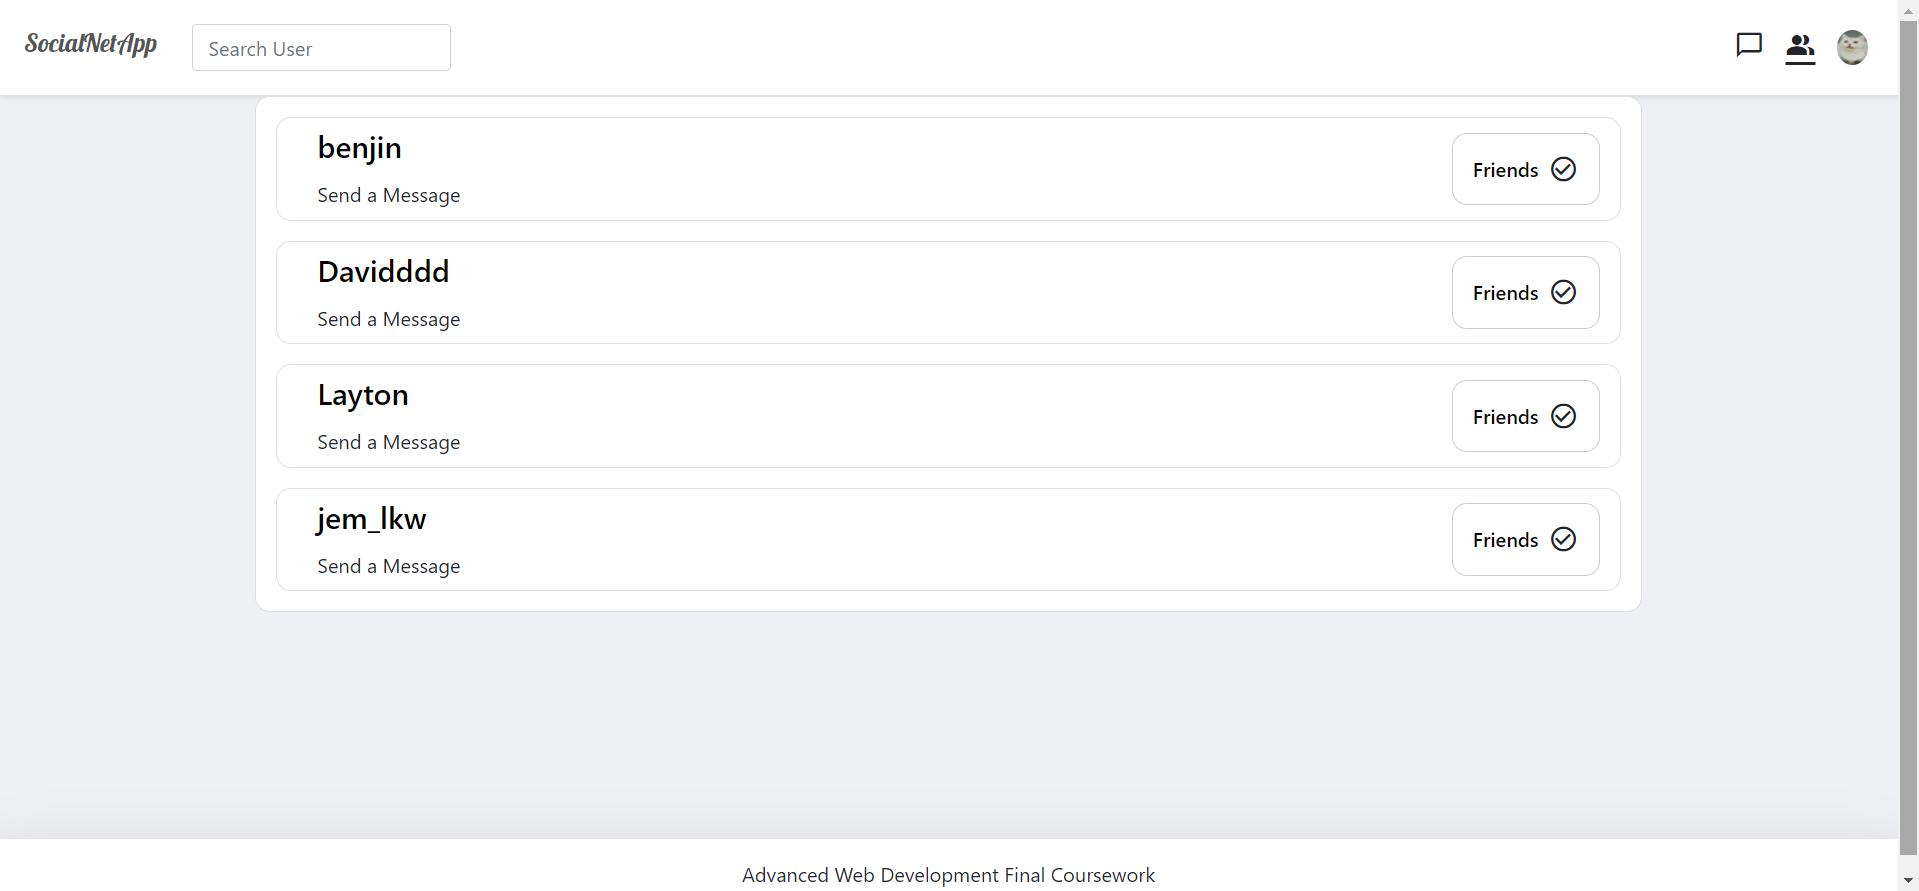 SocialNetApp
Search User
benjin
Send a Message
Friends
Davidddd
Send a Message
Friends
Layton
Send a Message
Friends
jem_lkw
Send a Message
Friends
Advanced Web Development Final Coursework